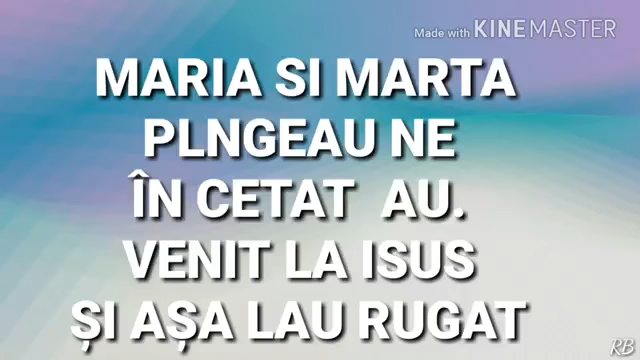 Made with KINEMASTER
MARIA SI MARTA
PLNGEAU NE
ÎN CETAT AU.
VENIT LA ISUS
ȘI AȘA LAU RUGAT
RB